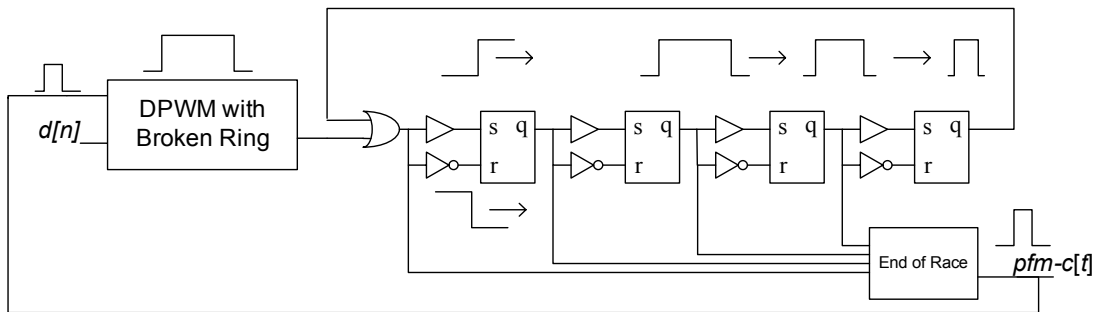 d[n]
DPWM with
Broken Ring
s q
r
s q
r
s q
r
s q
r
End of Race
pfm-c[t]